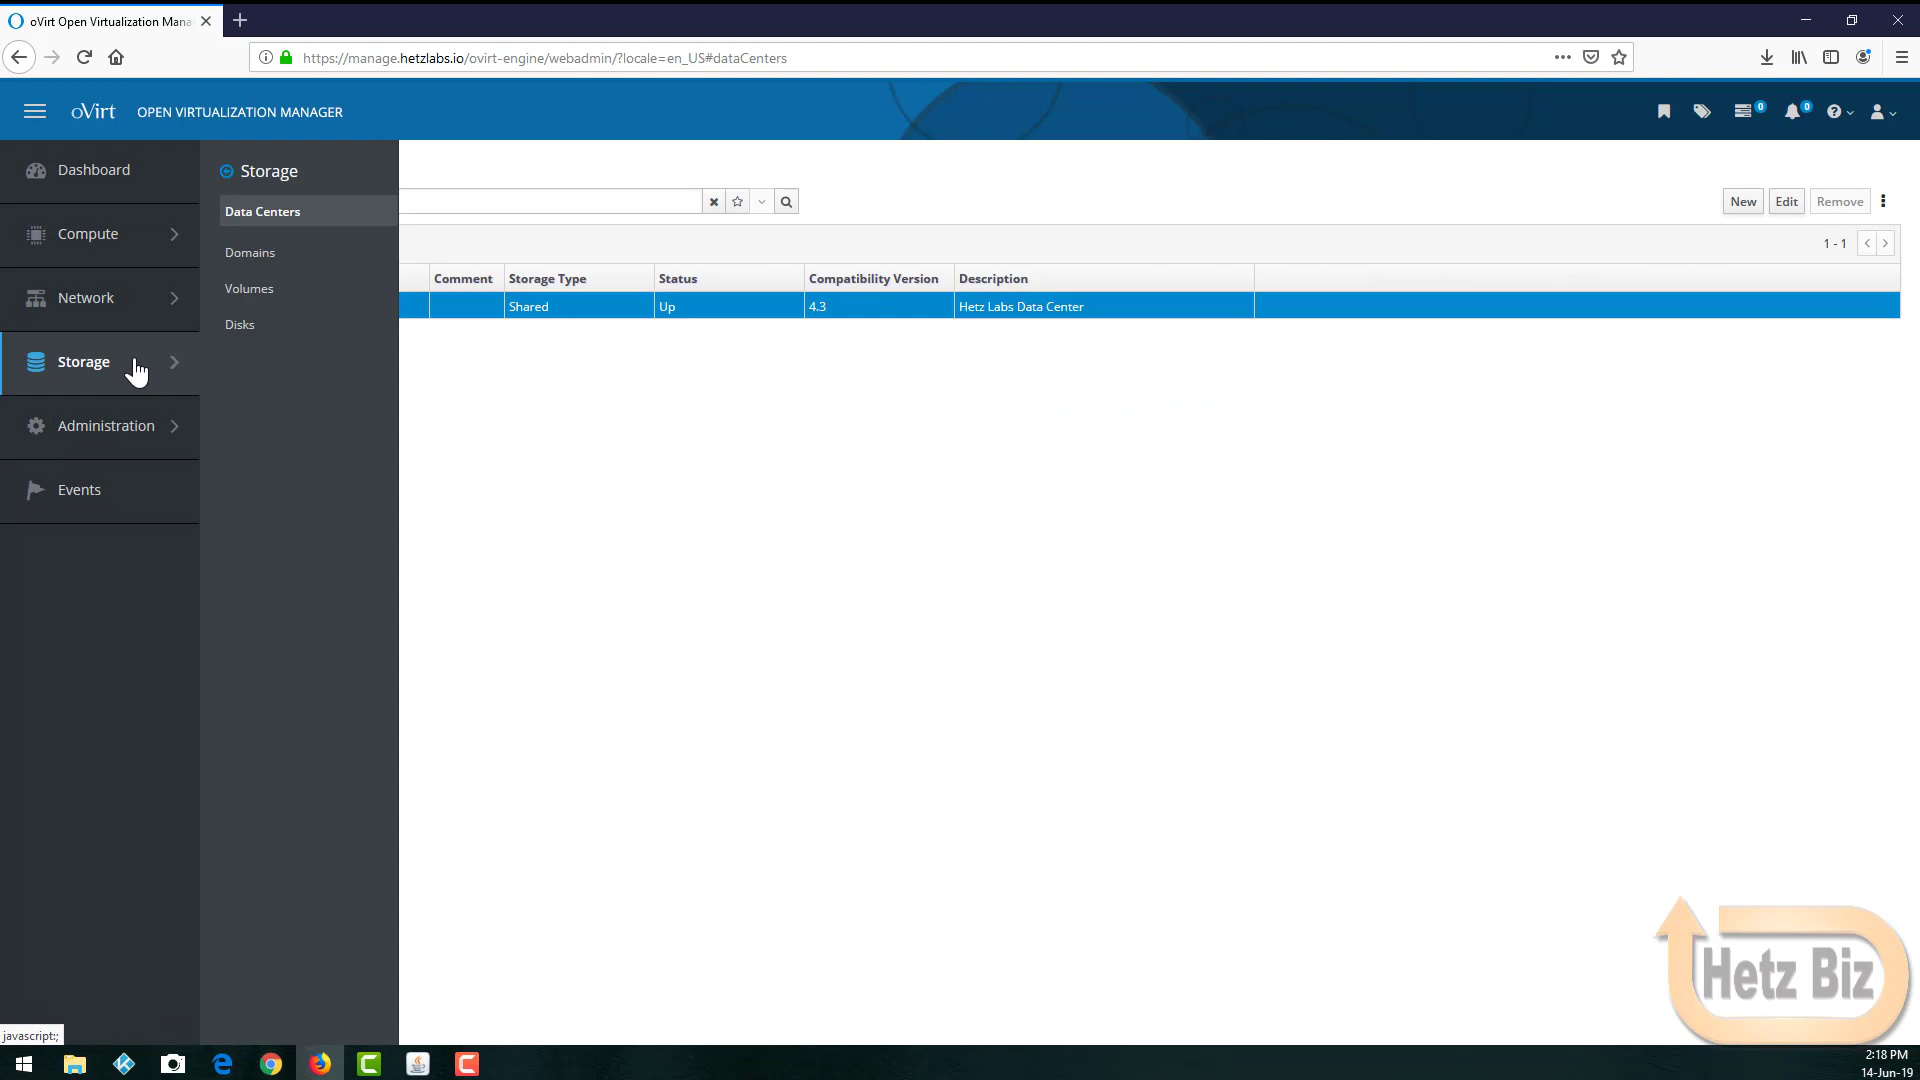 oVirt Open Virtualization Mana
https://manage.hetzlabs.io/ovirt-engine/webadmin/?locale=en_US#dataCenters
oVirt OPEN VIRTUALIZATION MANAGER
0
0
Dashboard
Compute
Network
Storage
Administration
Events
Storage
Data Centers
Domains
Volumes
Disks
New Edit Remove
1 - 1
Comment Storage Type Status Compatibility Version Description
Shared Up 4.3 Hetz Labs Data Center
Hetz Biz
javascript:;
2:18 PM
14-Jun-19